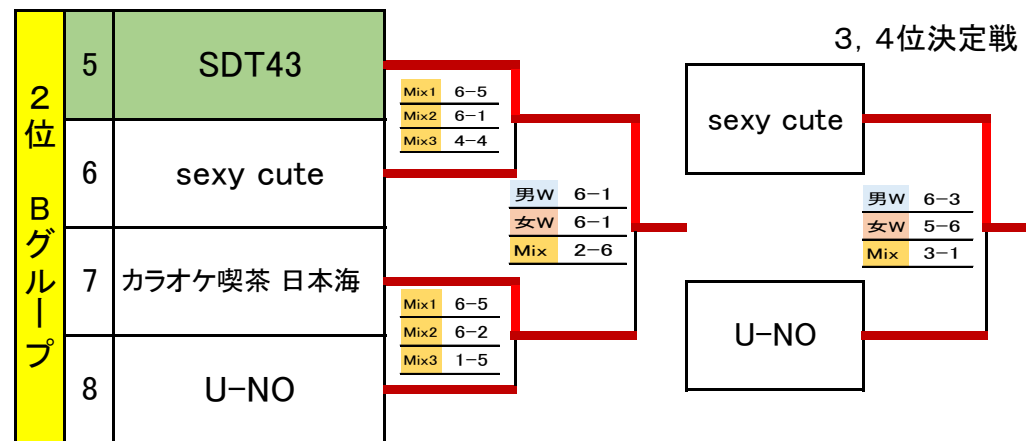 2位 Bグループ
5 SDT43
6 sexy cute
7 カラオケ喫茶 日本海
8 U-NO
Mix1 6-5
Mix2 6-1
Mix3 4-4
Mix1 6-5
Mix2 6-2
Mix3 1-5
男W 6-1
女W 6-1
Mix 2-6
3，4位決定戦
sexy cute
U-NO
男W 6-3
女W 5-6
Mix 3-1